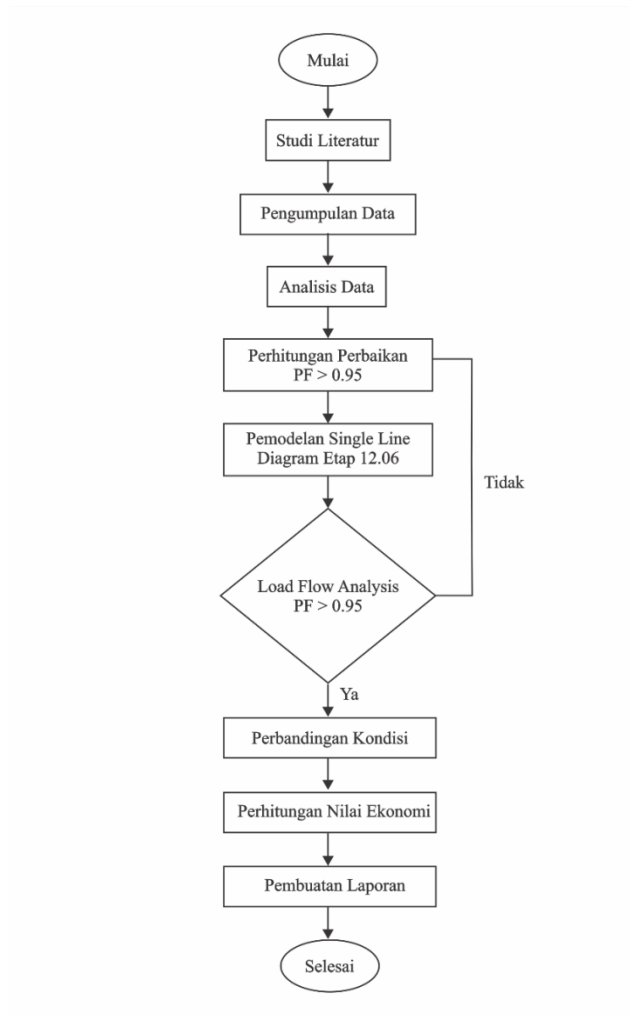 Mulai
Studi Literatur
Pengumpulan Data
Analisis Data
Perhitungan Perbaikan
PF > 0.95
Pemodelan Single Line
Diagram Etap 12.06
Tidak
Load Flow Analysis
PF > 0.95
Ya
Perbandingan Kondisi
Perhitungan Nilai Ekonomi
Pembuatan Laporan
Selesai